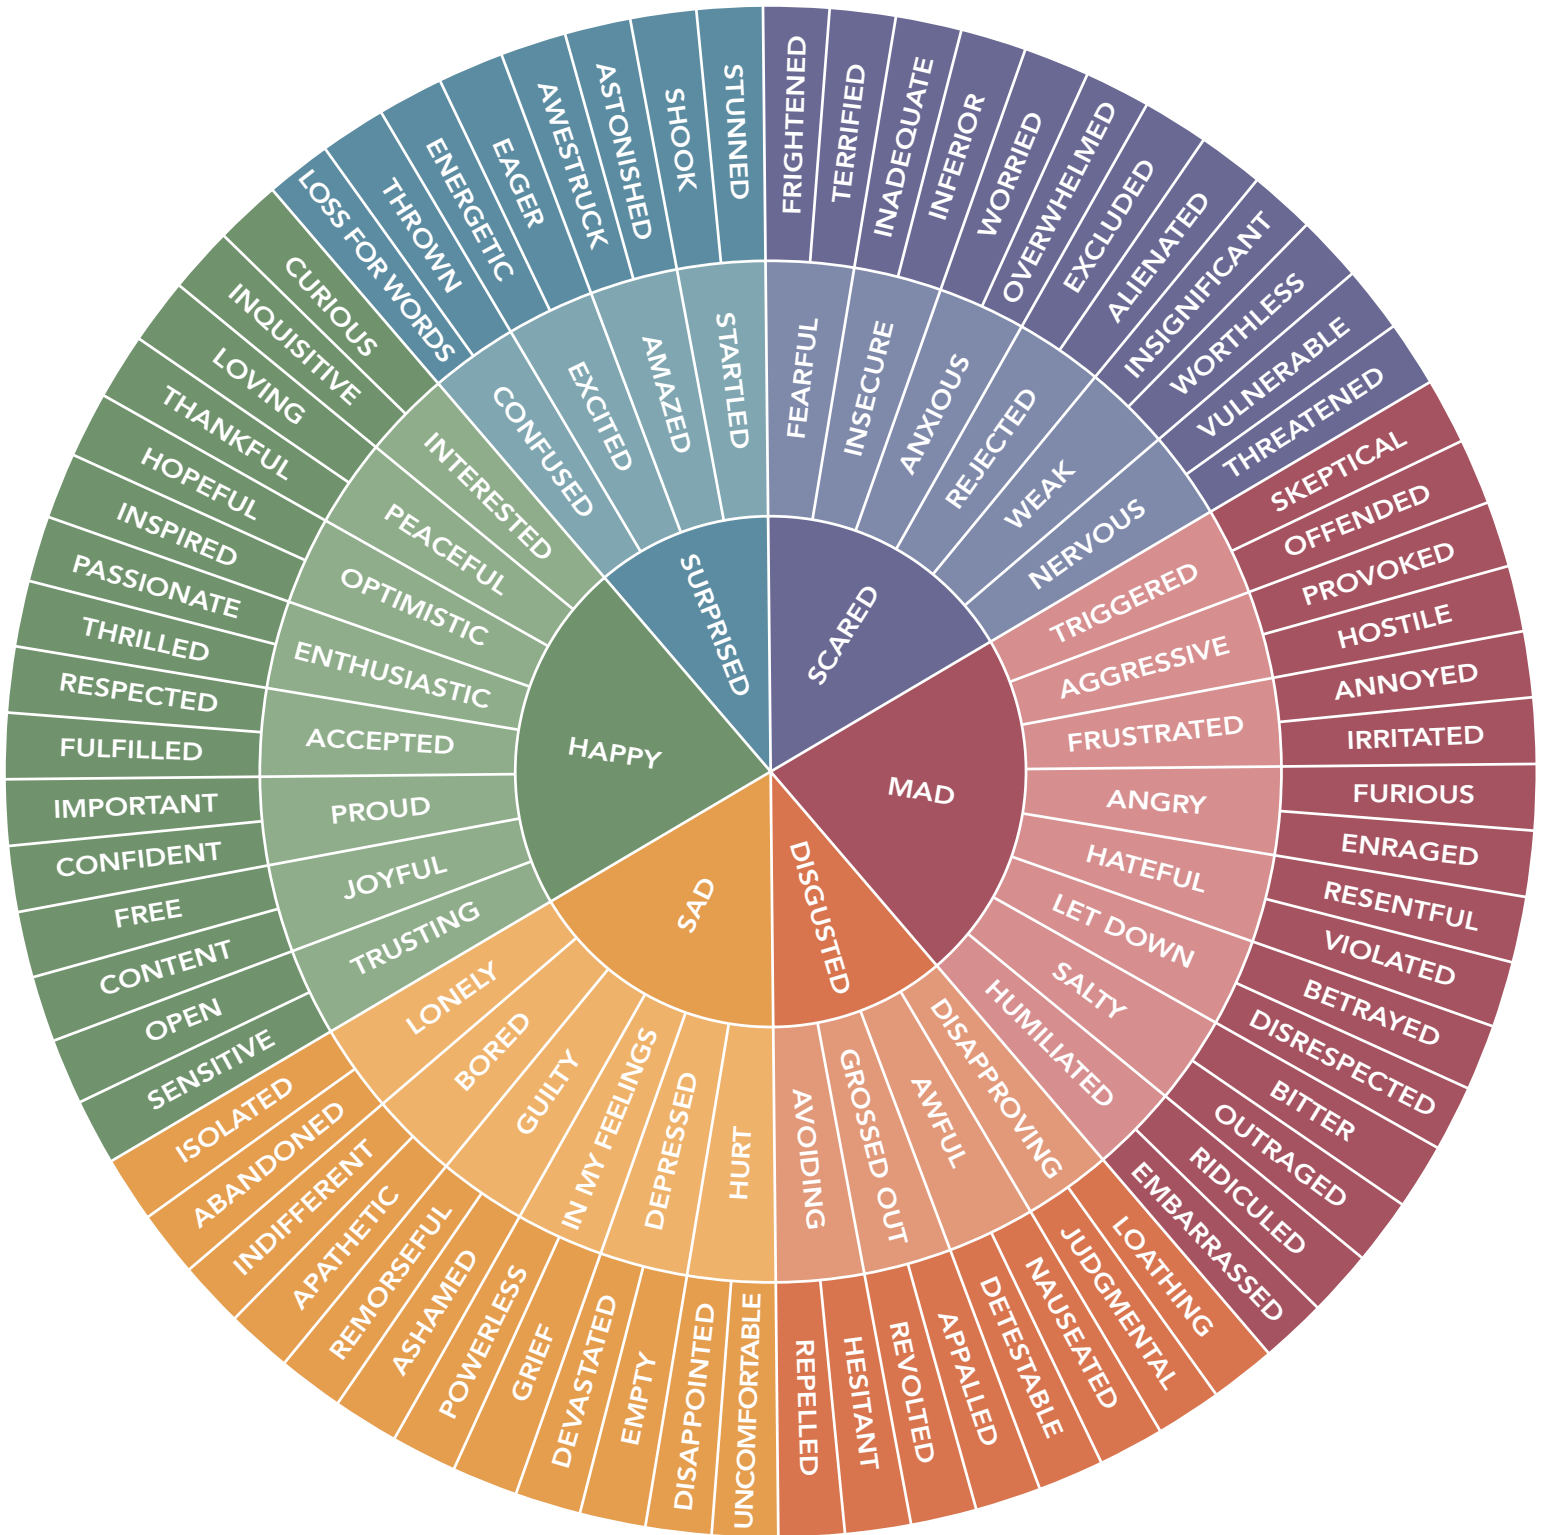 SURPRISED
SCARED
MAD
DISGUSTED
SAD
HAPPY
CONFUSED
EXCITED
AMAZED
STARTLED
FEARFUL
INSECURE
ANXIOUS
REJECTED
WEAK
NERVOUS
TRIGGERED
AGGRESSIVE
FRUSTRATED
ANGRY
HATEFUL
LET DOWN
SALTY
HUMILIATED
DISAPPROVING
AWFUL
GROSSED OUT
AVOIDING
HURT
DEPRESSED
IN MY FEELINGS
GUILTY
BORED
LONELY
TRUSTING
JOYFUL
PROUD
ACCEPTED
ENTHUSIASTIC
OPTIMISTIC
PEACEFUL
INTERESTED
LOSS FOR WORDS
THROWN
ENERGETIC
EAGER
AWESTRUCK
ASTONISHED
SHOOK
STUNNED
FRIGHTENED
TERRIFIED
INADEQUATE
INFERIOR
WORRIED
OVERWHELMED
EXCLUDED
ALIENATED
INSIGNIFICANT
WORTHLESS
VULNERABLE
THREATENED
SKEPTICAL
OFFENDED
PROVOKED
HOSTILE
ANNOYED
IRRITATED
FURIOUS
ENRAGED
RESENTFUL
VIOLATED
BETRAYED
DISRESPECTED
BITTER
OUTRAGED
RIDICULED
EMBARRASSED
LOATHING
JUDGMENTAL
NAUSEATED
DETESTABLE
APPALLED
REVOLTED
HESITANT
REPELLED
UNCOMFORTABLE
DISAPPOINTED
EMPTY
DEVASTATED
GRIEF
POWERLESS
ASHAMED
REMORSEFUL
APATHETIC
INDIFFERENT
ABANDONED
ISOLATED
SENSITIVE
OPEN
CONTENT
FREE
CONFIDENT
IMPORTANT
FULFILLED
RESPECTED
THRILLED
PASSIONATE
INSPIRED
HOPEFUL
THANKFUL
LOVING
INQUISITIVE
CURIOUS